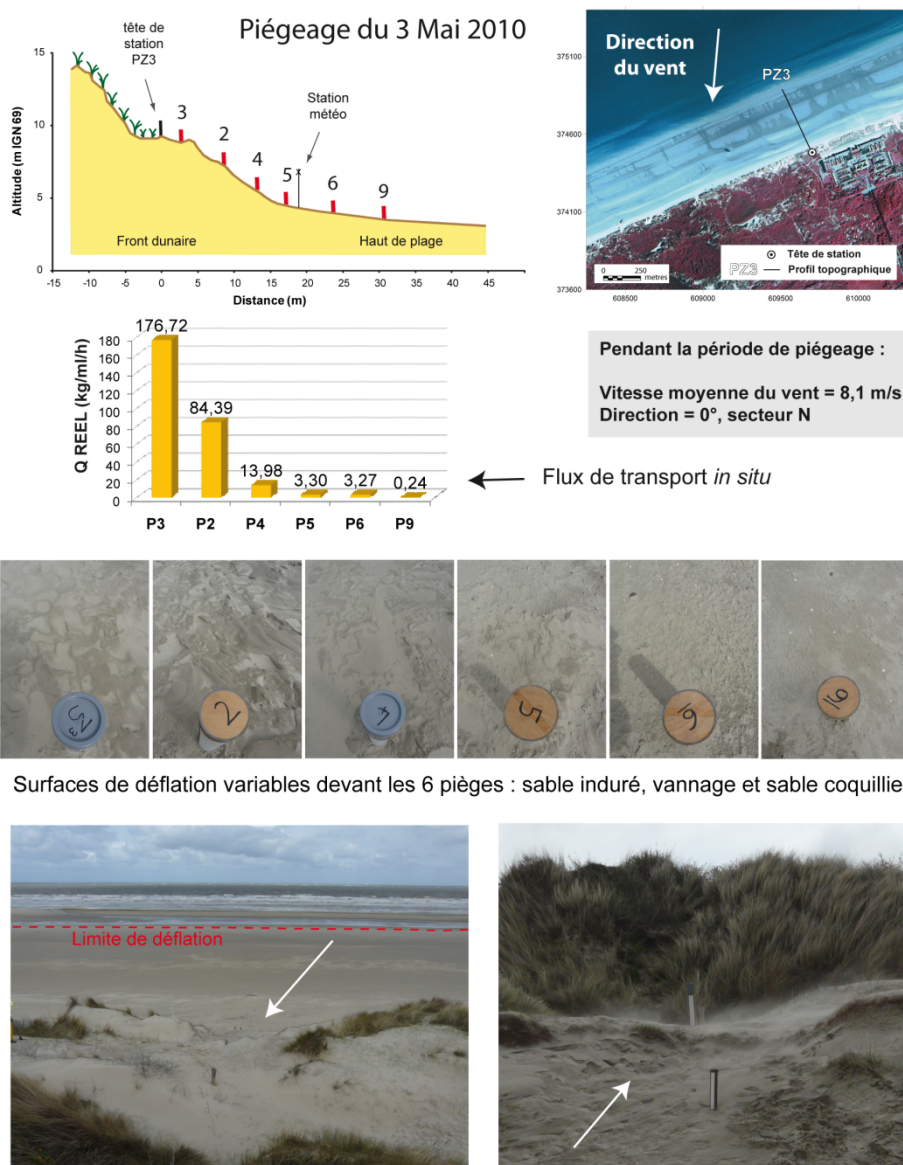 Piégeage du 3 Mai 2010
tête de
station
PZ3
Station
météo
3
2
4
5
6
9
Altitude (m IGN 69)
15
10
5
0
Front dunaire
Haut de plage
-15 -10 -5 0 5 10 15 20 25 30 35 40 45
Distance (m)
Direction
du vent
PZ3
375100
374600
374100
373600
Tête de station
PZ3 Profil topographique
0 250
metres
608500 609000 609500 610000
Q REEL (kg/ml/h)
180
160
140
120
100
80
60
40
20
0
176,72
84,39
13,98
3,30
3,27
0,24
P3 P2 P4 P5 P6 P9
Pendant la période de piégeage :
Vitesse moyenne du vent = 8,1 m/s
Direction = 0°, secteur N
Flux de transport in situ
2
4
5
Surfaces de déflation variables devant les 6 pièges : sable induré, vannage et sable coquillie
Limite de déflation